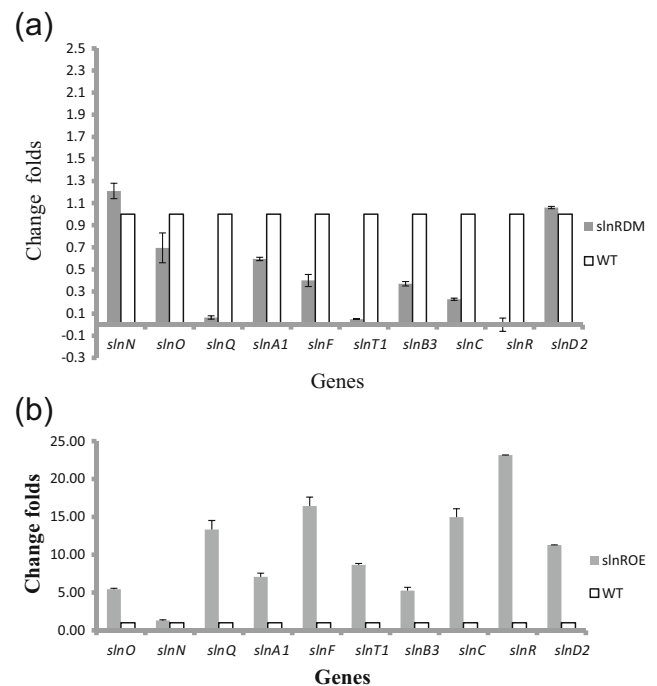 (a)
2.5
2.3
2.1
1.9
1.7
1.5
1.3
1.1
0.9
0.7
0.5
0.3
0.1
-0.1
-0.3
Change folds
slnN slnO slnQ slnA1 slnF slnT1 slnB3 slnC slnR slnD2
Genes
slnRDM
WT
(b)
25.00
20.00
15.00
10.00
5.00
0.00
Change folds
slnO slnN slnQ slnA1 slnF slnT1 slnB3 slnC slnR slnD2
Genes
slnROE
WT